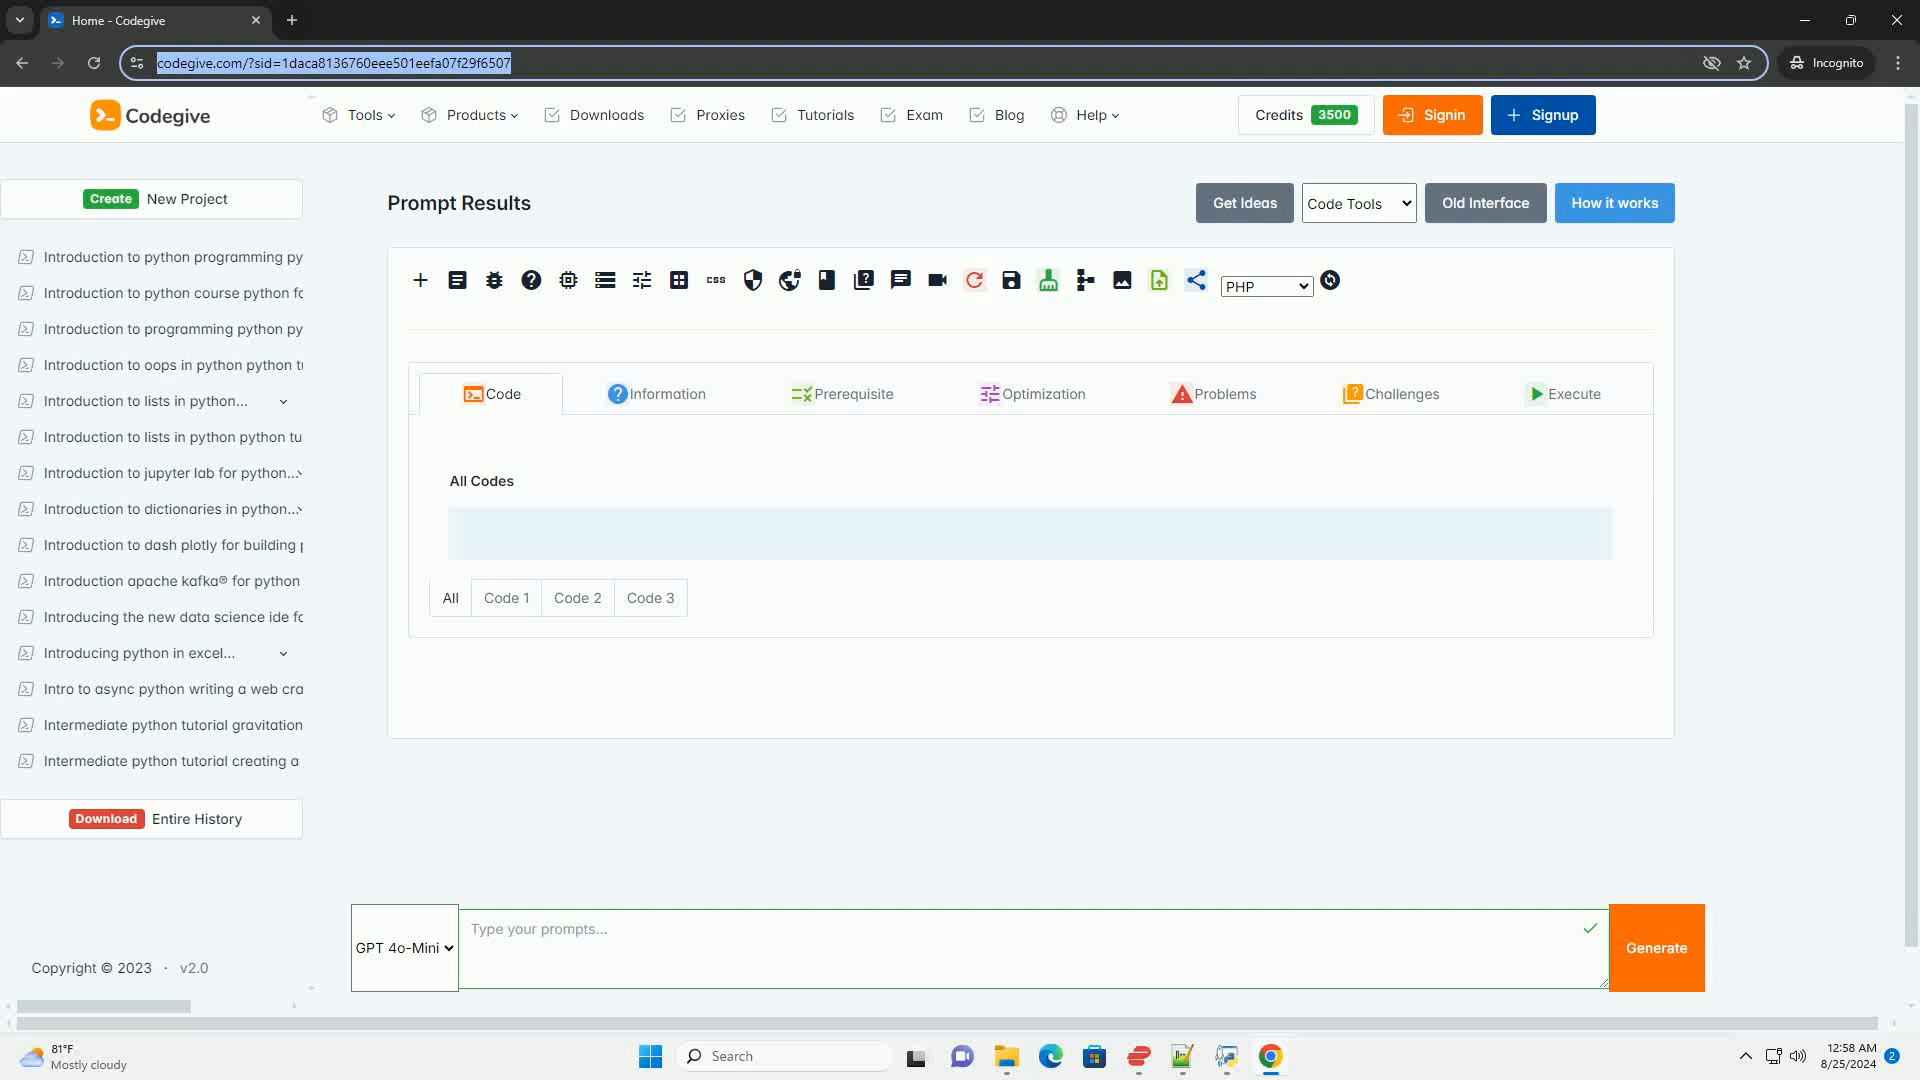 Home - Codegive
codegive.com/?sid=1daca8136760eee501eefa07f29f6507
Incognito
Codegive
Tools
Products
Downloads
Proxies
Tutorials
Exam
Blog
Help
Credits 3500
Signin
Signup
Create New Project
Introduction to python programming py
Introduction to python course python fo
Introduction to programming python py
Introduction to oops in python python tu
Introduction to lists in python...
Introduction to lists in python python tu
Introduction to jupyter lab for python...
Introduction to dictionaries in python...
Introduction to dash plotly for building p
Introduction apache kafka® for python
Introducing the new data science ide fo
Introducing python in excel...
Intro to async python writing a web cra
Intermediate python tutorial gravitation
Intermediate python tutorial creating a
Download Entire History
Copyright © 2023 · v2.0
Prompt Results
Get Ideas
Code Tools
Old Interface
How it works
css
PHP
Code
Information
Prerequisite
Optimization
Problems
Challenges
Execute
All Codes
All
Code 1
Code 2
Code 3
GPT 4o-Mini
Type your prompts...
Generate
81°F
Mostly cloudy
Search
12:58 AM
8/25/2024
2